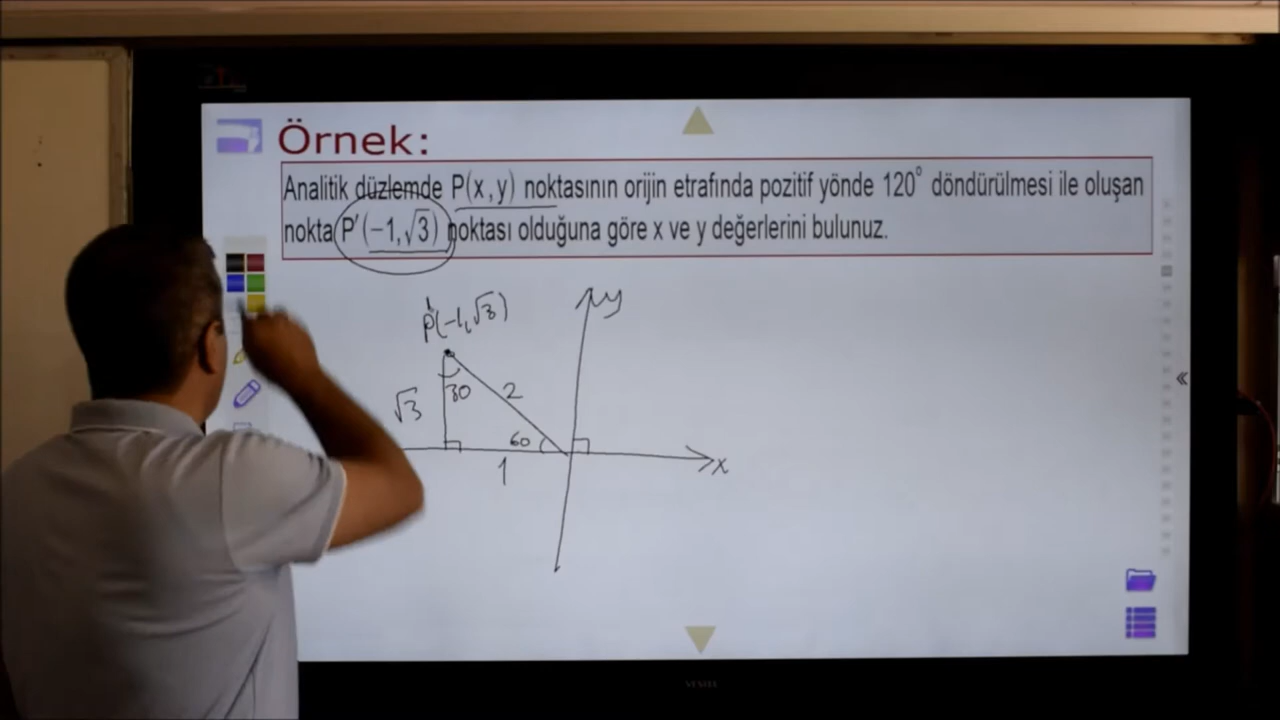 Örnek:
Analitik düzlemde P(x,y) noktasının orijin etrafında pozitif yönde 120° döndürülmesi ile oluşan
nokta P′(−1,√3) noktası olduğuna göre x ve y değerlerini bulunuz.
P′(−1,√3)
y
30
2
√3
60
1
x
«
VESTEL